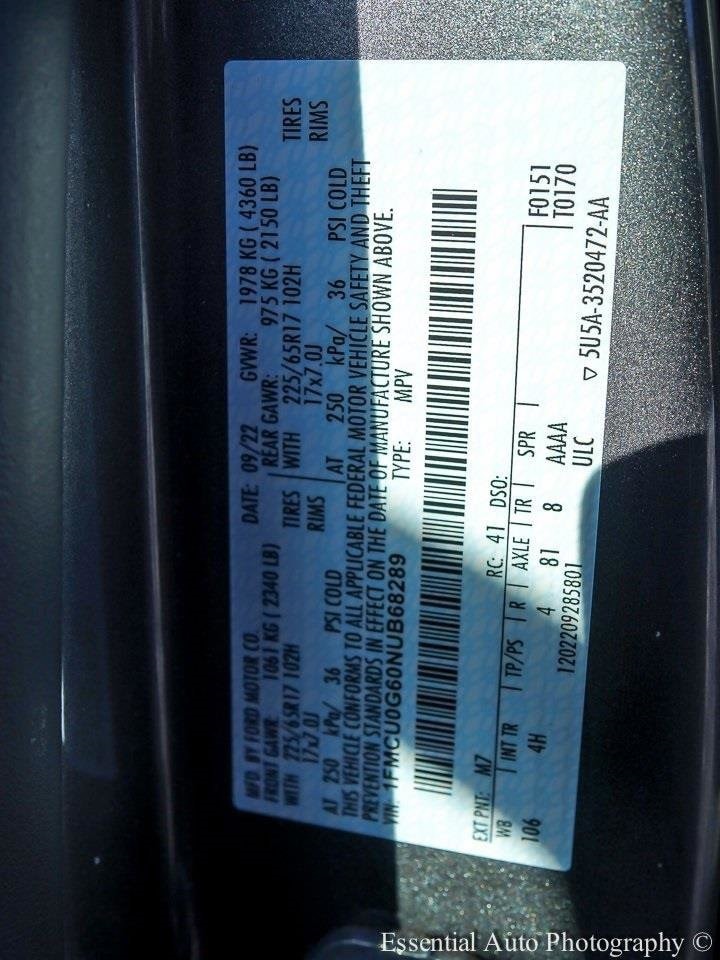 MFD. BY FORD MOTOR CO. DATE: 09/22 GVWR: 1978 KG ( 4360 LB)
FRONT GAWR: 1061 KG ( 2340 LB) REAR GAWR: 975 KG ( 2150 LB)
WITH 225/65R17 102H TIRES WITH 225/65R17 102H TIRES
17x7.0J RIMS 17x7.0J RIMS
AT 250 kPa/ 36 PSI COLD AT 250 kPa/ 36 PSI COLD
THIS VEHICLE CONFORMS TO ALL APPLICABLE FEDERAL MOTOR VEHICLE SAFETY AND THEFT
PREVENTION STANDARDS IN EFFECT ON THE DATE OF MANUFACTURE SHOWN ABOVE.
VIN: 1FMCU0G60NUB68289 TYPE: MPV
EXT PNT: M7 RC: 41 DSO:
WB INT TR TP/PS R AXLE TR SPR F0151
106 4H 4 81 8 AAAA T0170
1202209285801 ULC
▽ 5U5A-3520472-AA
Essential Auto Photography ©